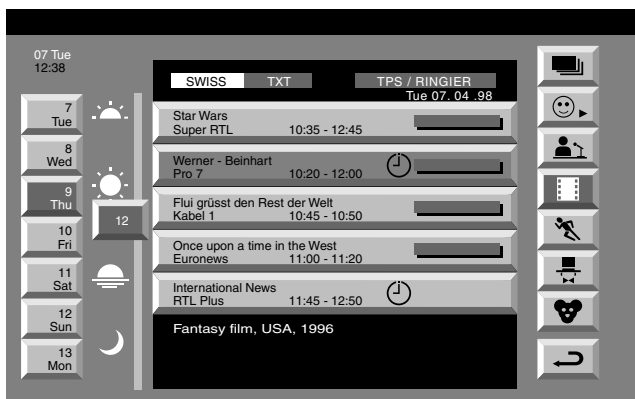 07 Tue
12:38
SWISS TXT TPS / RINGIER
Tue 07. 04 .98
7
Tue
8
Wed
9
Thu
10
Fri
11
Sat
12
Sun
13
Mon
12
Star Wars
Super RTL 10:35 - 12:45
Werner - Beinhart
Pro 7 10:20 - 12:00
Flui grüsst den Rest der Welt
Kabel 1 10:45 - 10:50
Once upon a time in the West
Euronews 11:00 - 11:20
International News
RTL Plus 11:45 - 12:50
Fantasy film, USA, 1996